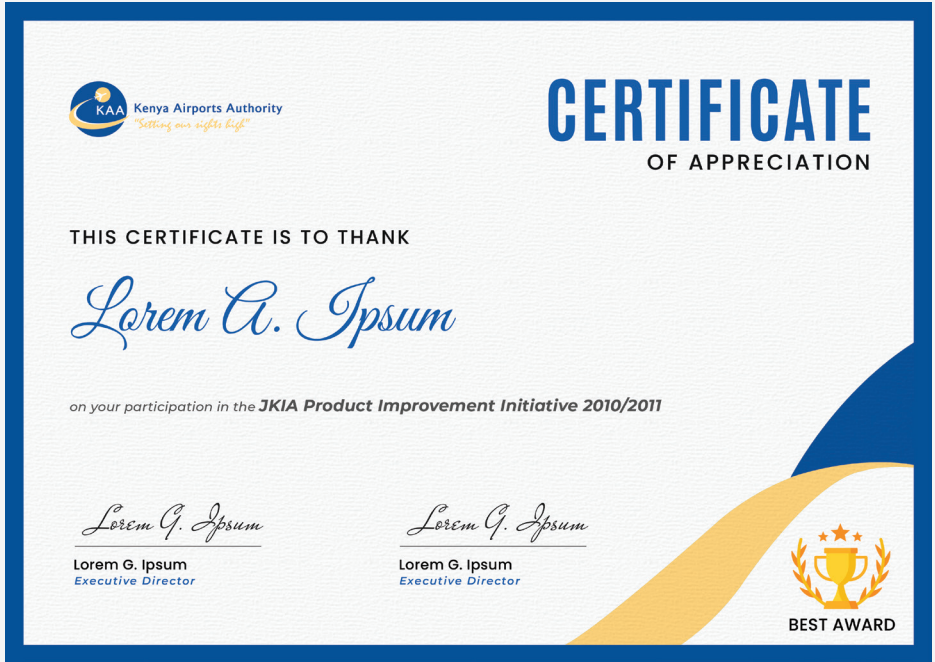 KAA
Kenya Airports Authority
"Setting our sights high"
CERTIFICATE
OF APPRECIATION
THIS CERTIFICATE IS TO THANK
Lorem A. Ipsum
on your participation in the JKIA Product Improvement Initiative 2010/2011
Lorem G. Ipsum
Lorem G. Ipsum
Executive Director
Lorem G. Ipsum
Lorem G. Ipsum
Executive Director
BEST AWARD